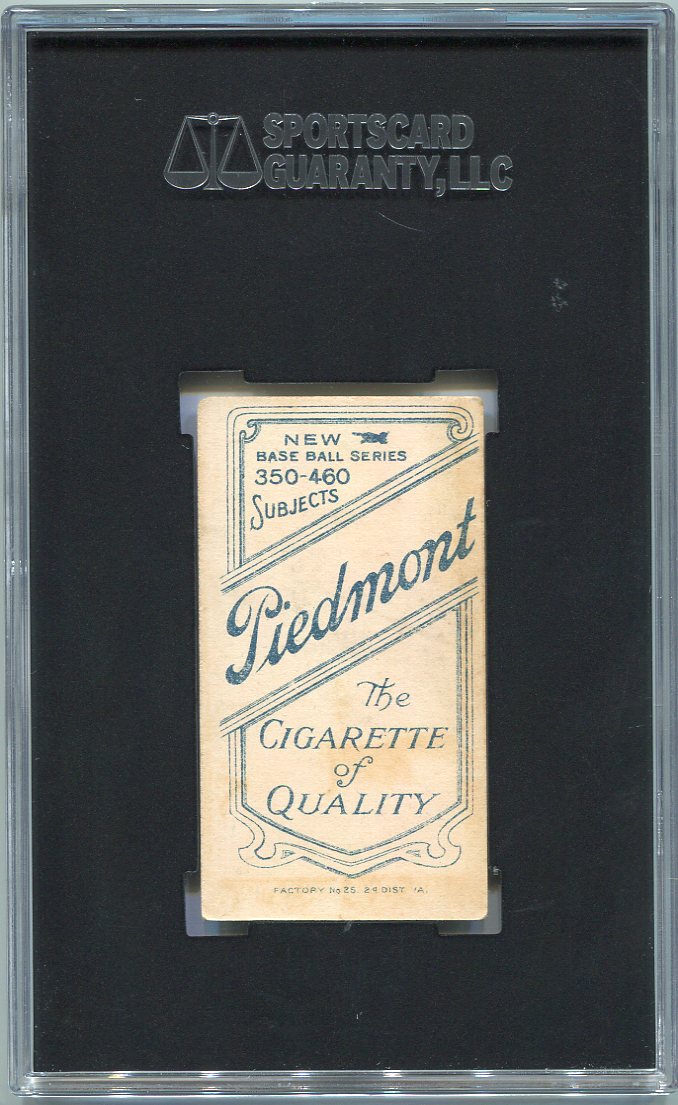 SPORTSCARD
GUARANTY, LLC
NEW
BASE BALL SERIES
350-460
SUBJECTS
Piedmont
The
CIGARETTE
of
QUALITY
FACTORY No 25. 2d DIST. VA.